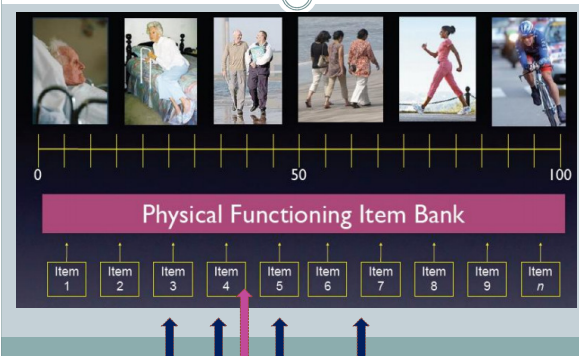 0 50 100
Physical Functioning Item Bank
Item Item Item Item Item Item Item Item Item Item
1 2 3 4 5 6 7 8 9 n